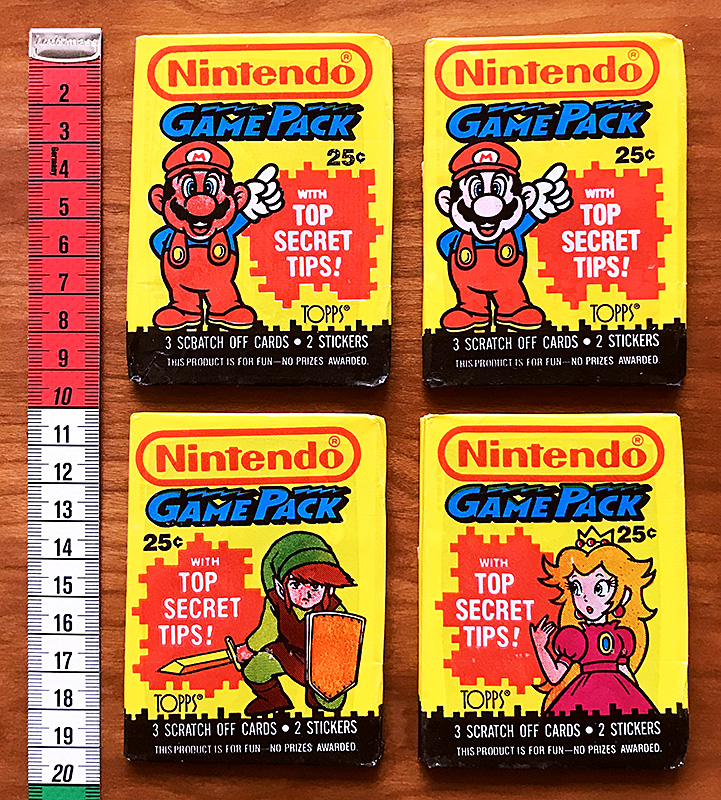 2
3
Germany
4
5
6
7
8
9
10
11
12
13
14
15
16
17
18
19
20
Nintendo®
GAME PACK
25¢
M
WITH
TOP
SECRET
TIPS!
TOPPS®
3 SCRATCH OFF CARDS • 2 STICKERS
THIS PRODUCT IS FOR FUN—NO PRIZES AWARDED.
Nintendo®
GAME PACK
25¢
M
WITH
TOP
SECRET
TIPS!
TOPPS®
3 SCRATCH OFF CARDS • 2 STICKERS
THIS PRODUCT IS FOR FUN—NO PRIZES AWARDED.
Nintendo®
GAME PACK
25¢
WITH
TOP
SECRET
TIPS!
TOPPS®
3 SCRATCH OFF CARDS • 2 STICKERS
THIS PRODUCT IS FOR FUN—NO PRIZES AWARDED.
Nintendo®
GAME PACK
25¢
WITH
TOP
SECRET
TIPS!
TOPPS®
3 SCRATCH OFF CARDS • 2 STICKERS
THIS PRODUCT IS FOR FUN—NO PRIZES AWARDED.